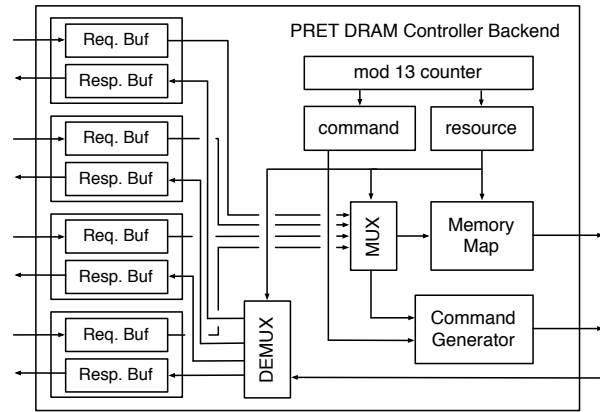 PRET DRAM Controller Backend
Req. Buf
Resp. Buf
Req. Buf
Resp. Buf
Req. Buf
Resp. Buf
Req. Buf
Resp. Buf
mod 13 counter
command
resource
MUX
Memory
Map
DEMUX
Command
Generator